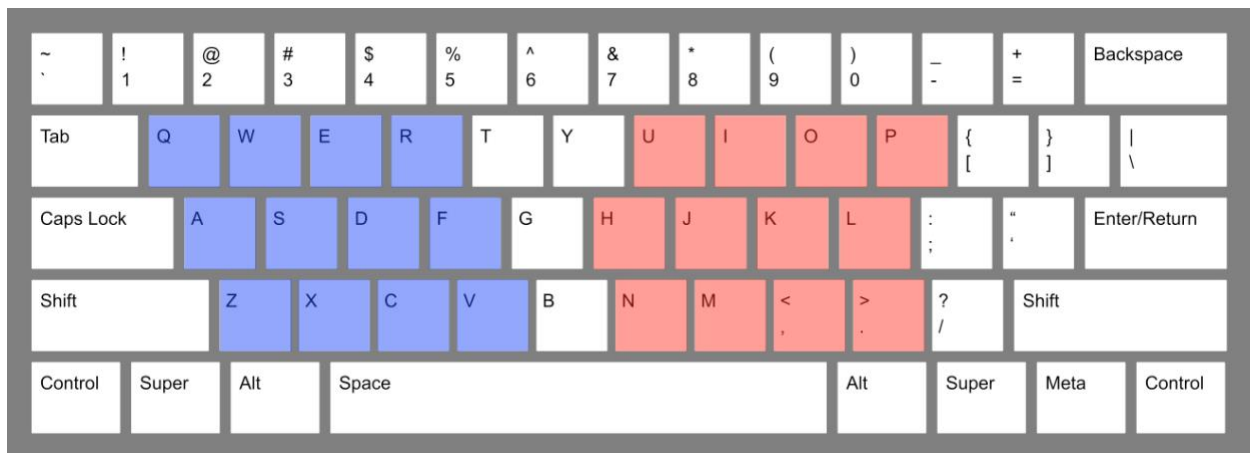 ~ ! @ # $ % ^ & * ( ) _ + Backspace
` 1 2 3 4 5 6 7 8 9 0 - =
Tab Q W E R T Y U I O P { } |
[ ] \
Caps Lock A S D F G H J K L : “ Enter/Return
; ‘
Shift Z X C V B N M < > ? Shift
, . /
Control Super Alt Space Alt Super Meta Control